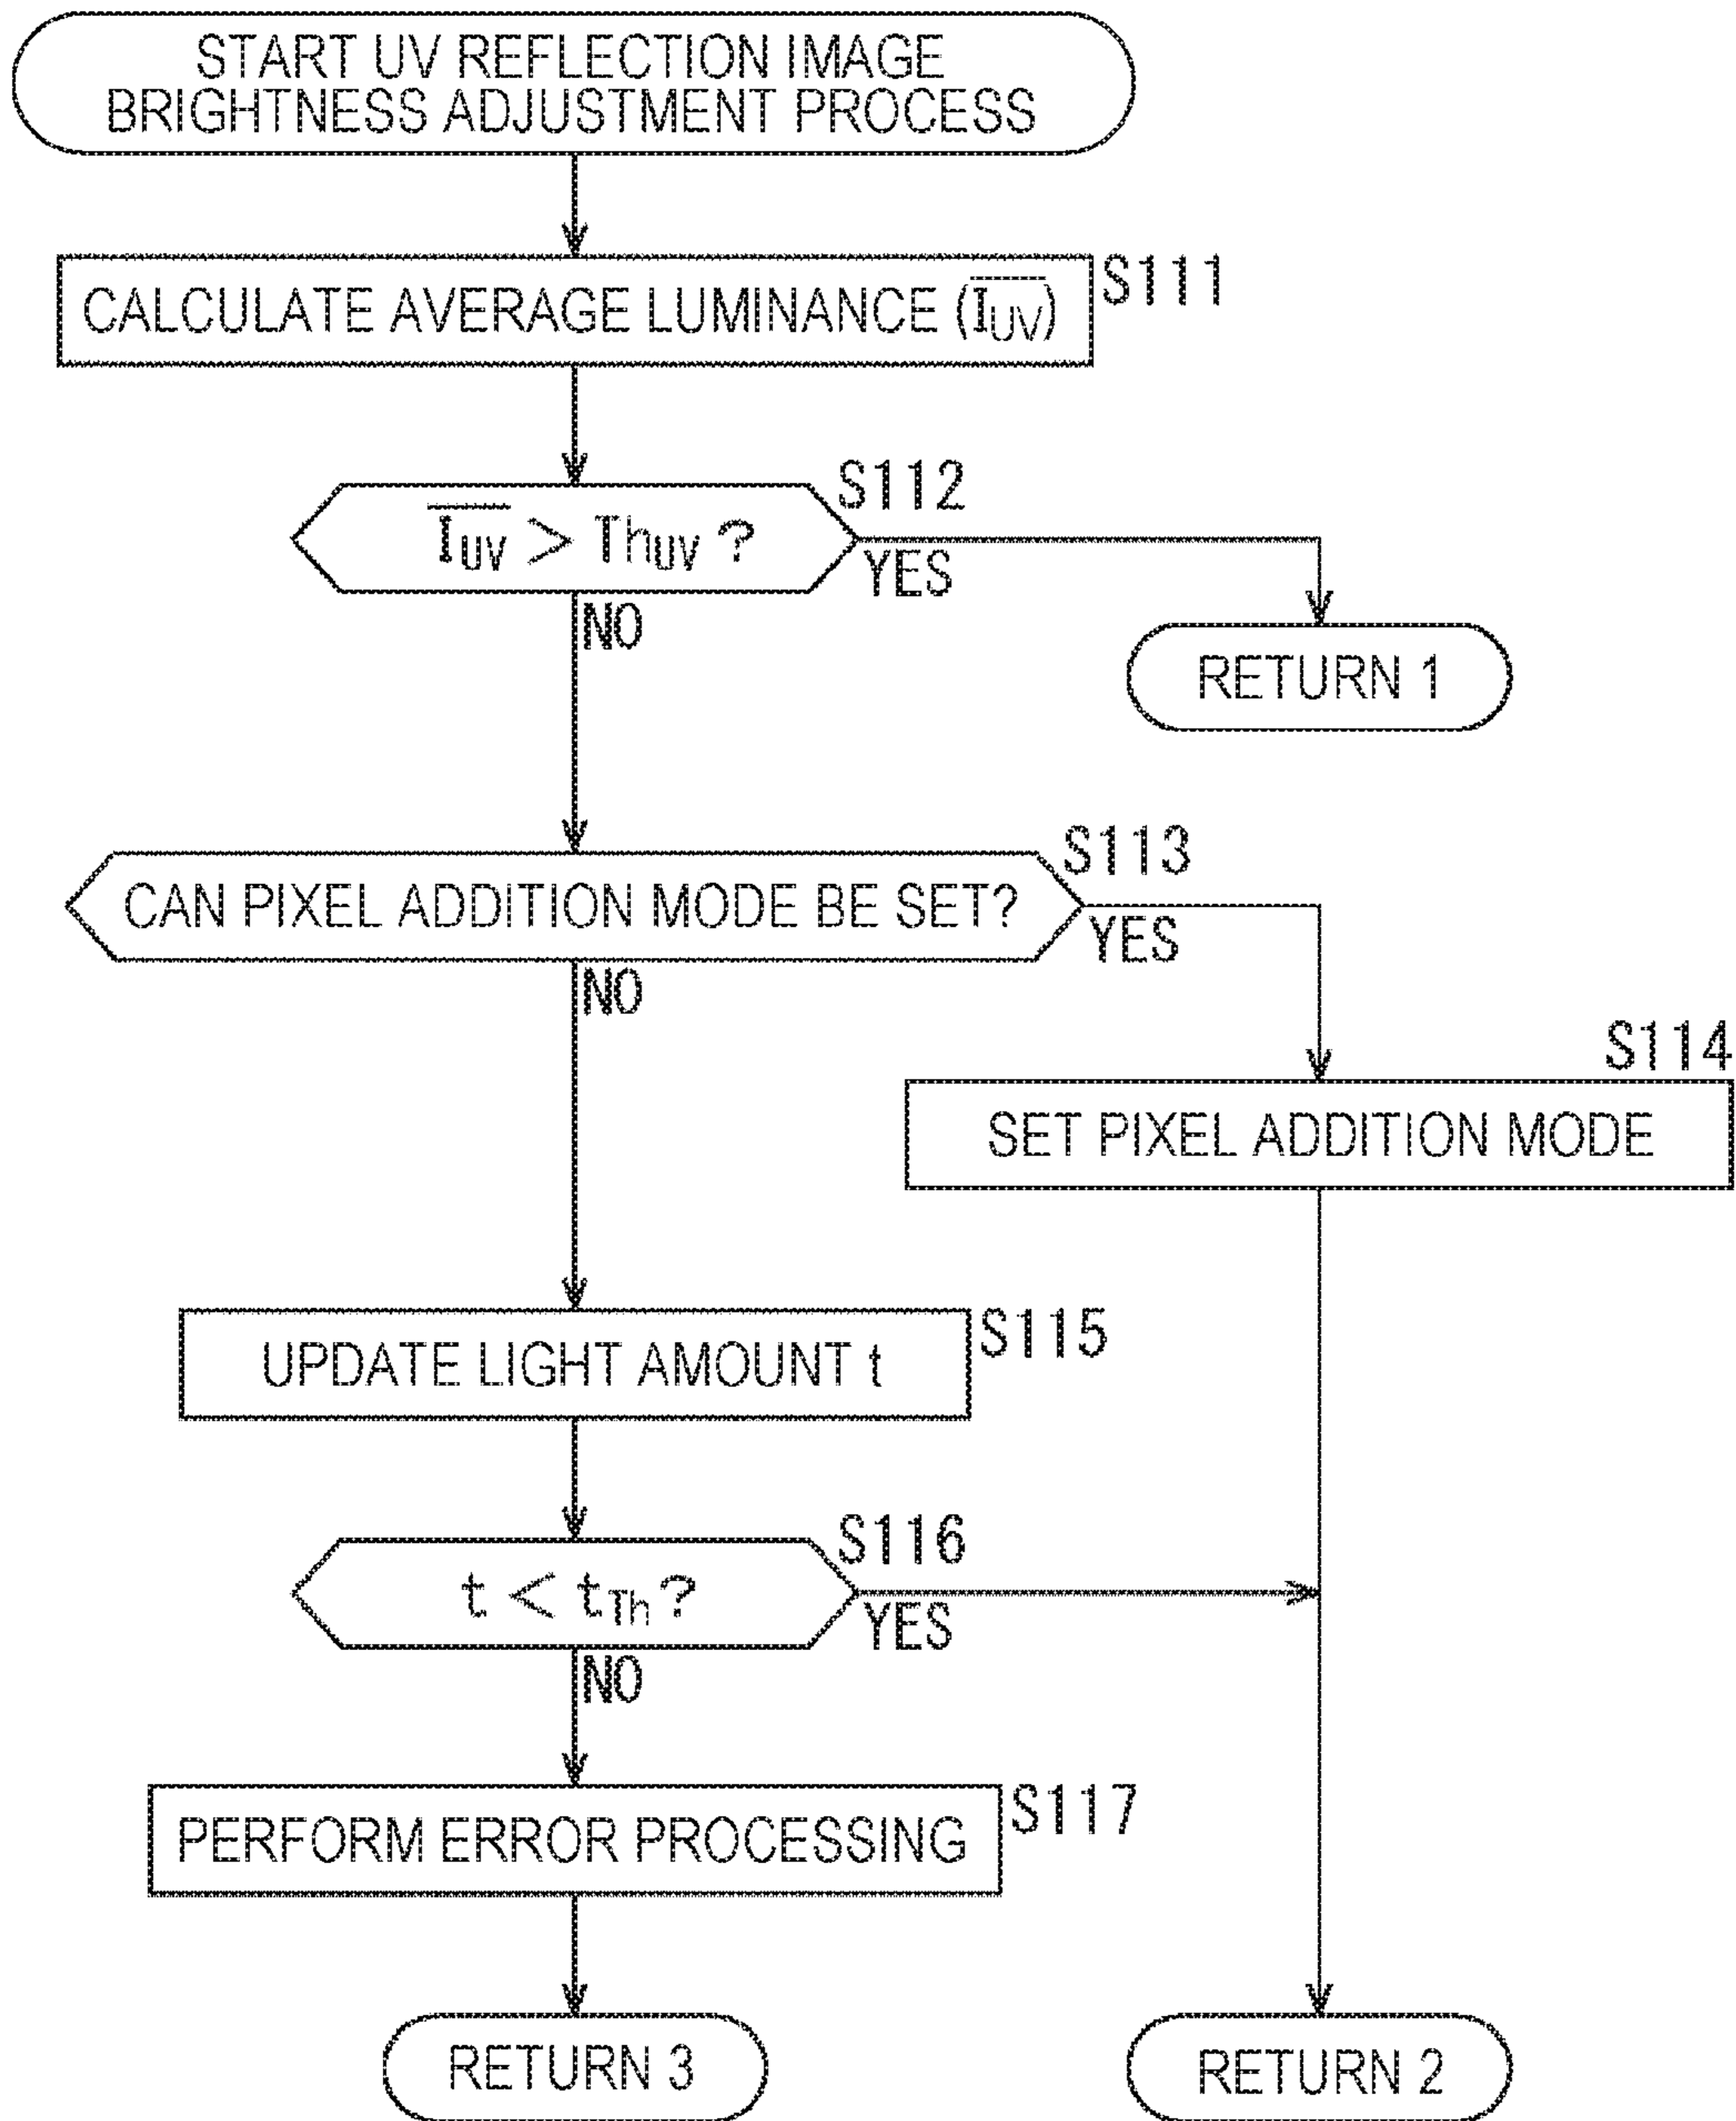 START UV REFLECTION IMAGE
BRIGHTNESS ADJUSTMENT PROCESS
S111
CALCULATE AVERAGE LUMINANCE (I̅U̅V̅)
S112
I̅U̅V̅ > ThUV ?
YES
NO
RETURN 1
S113
CAN PIXEL ADDITION MODE BE SET?
YES
NO
S114
SET PIXEL ADDITION MODE
S115
UPDATE LIGHT AMOUNT t
S116
t < tTh ?
YES
NO
S117
PERFORM ERROR PROCESSING
RETURN 3
RETURN 2